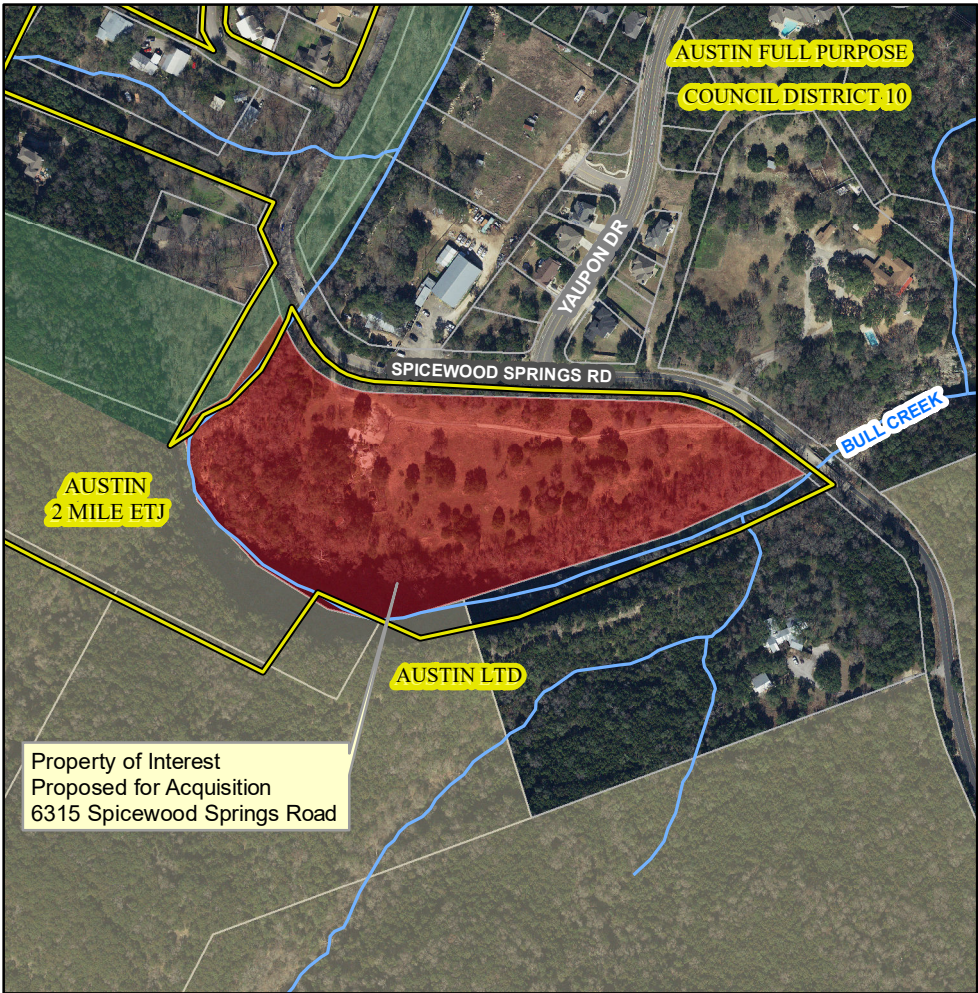 AUSTIN FULL PURPOSE
COUNCIL DISTRICT 10
YAUPON DR
SPICEWOOD SPRINGS RD
BULL CREEK
AUSTIN
2 MILE ETJ
AUSTIN LTD
Property of Interest
Proposed for Acquisition
6315 Spicewood Springs Road